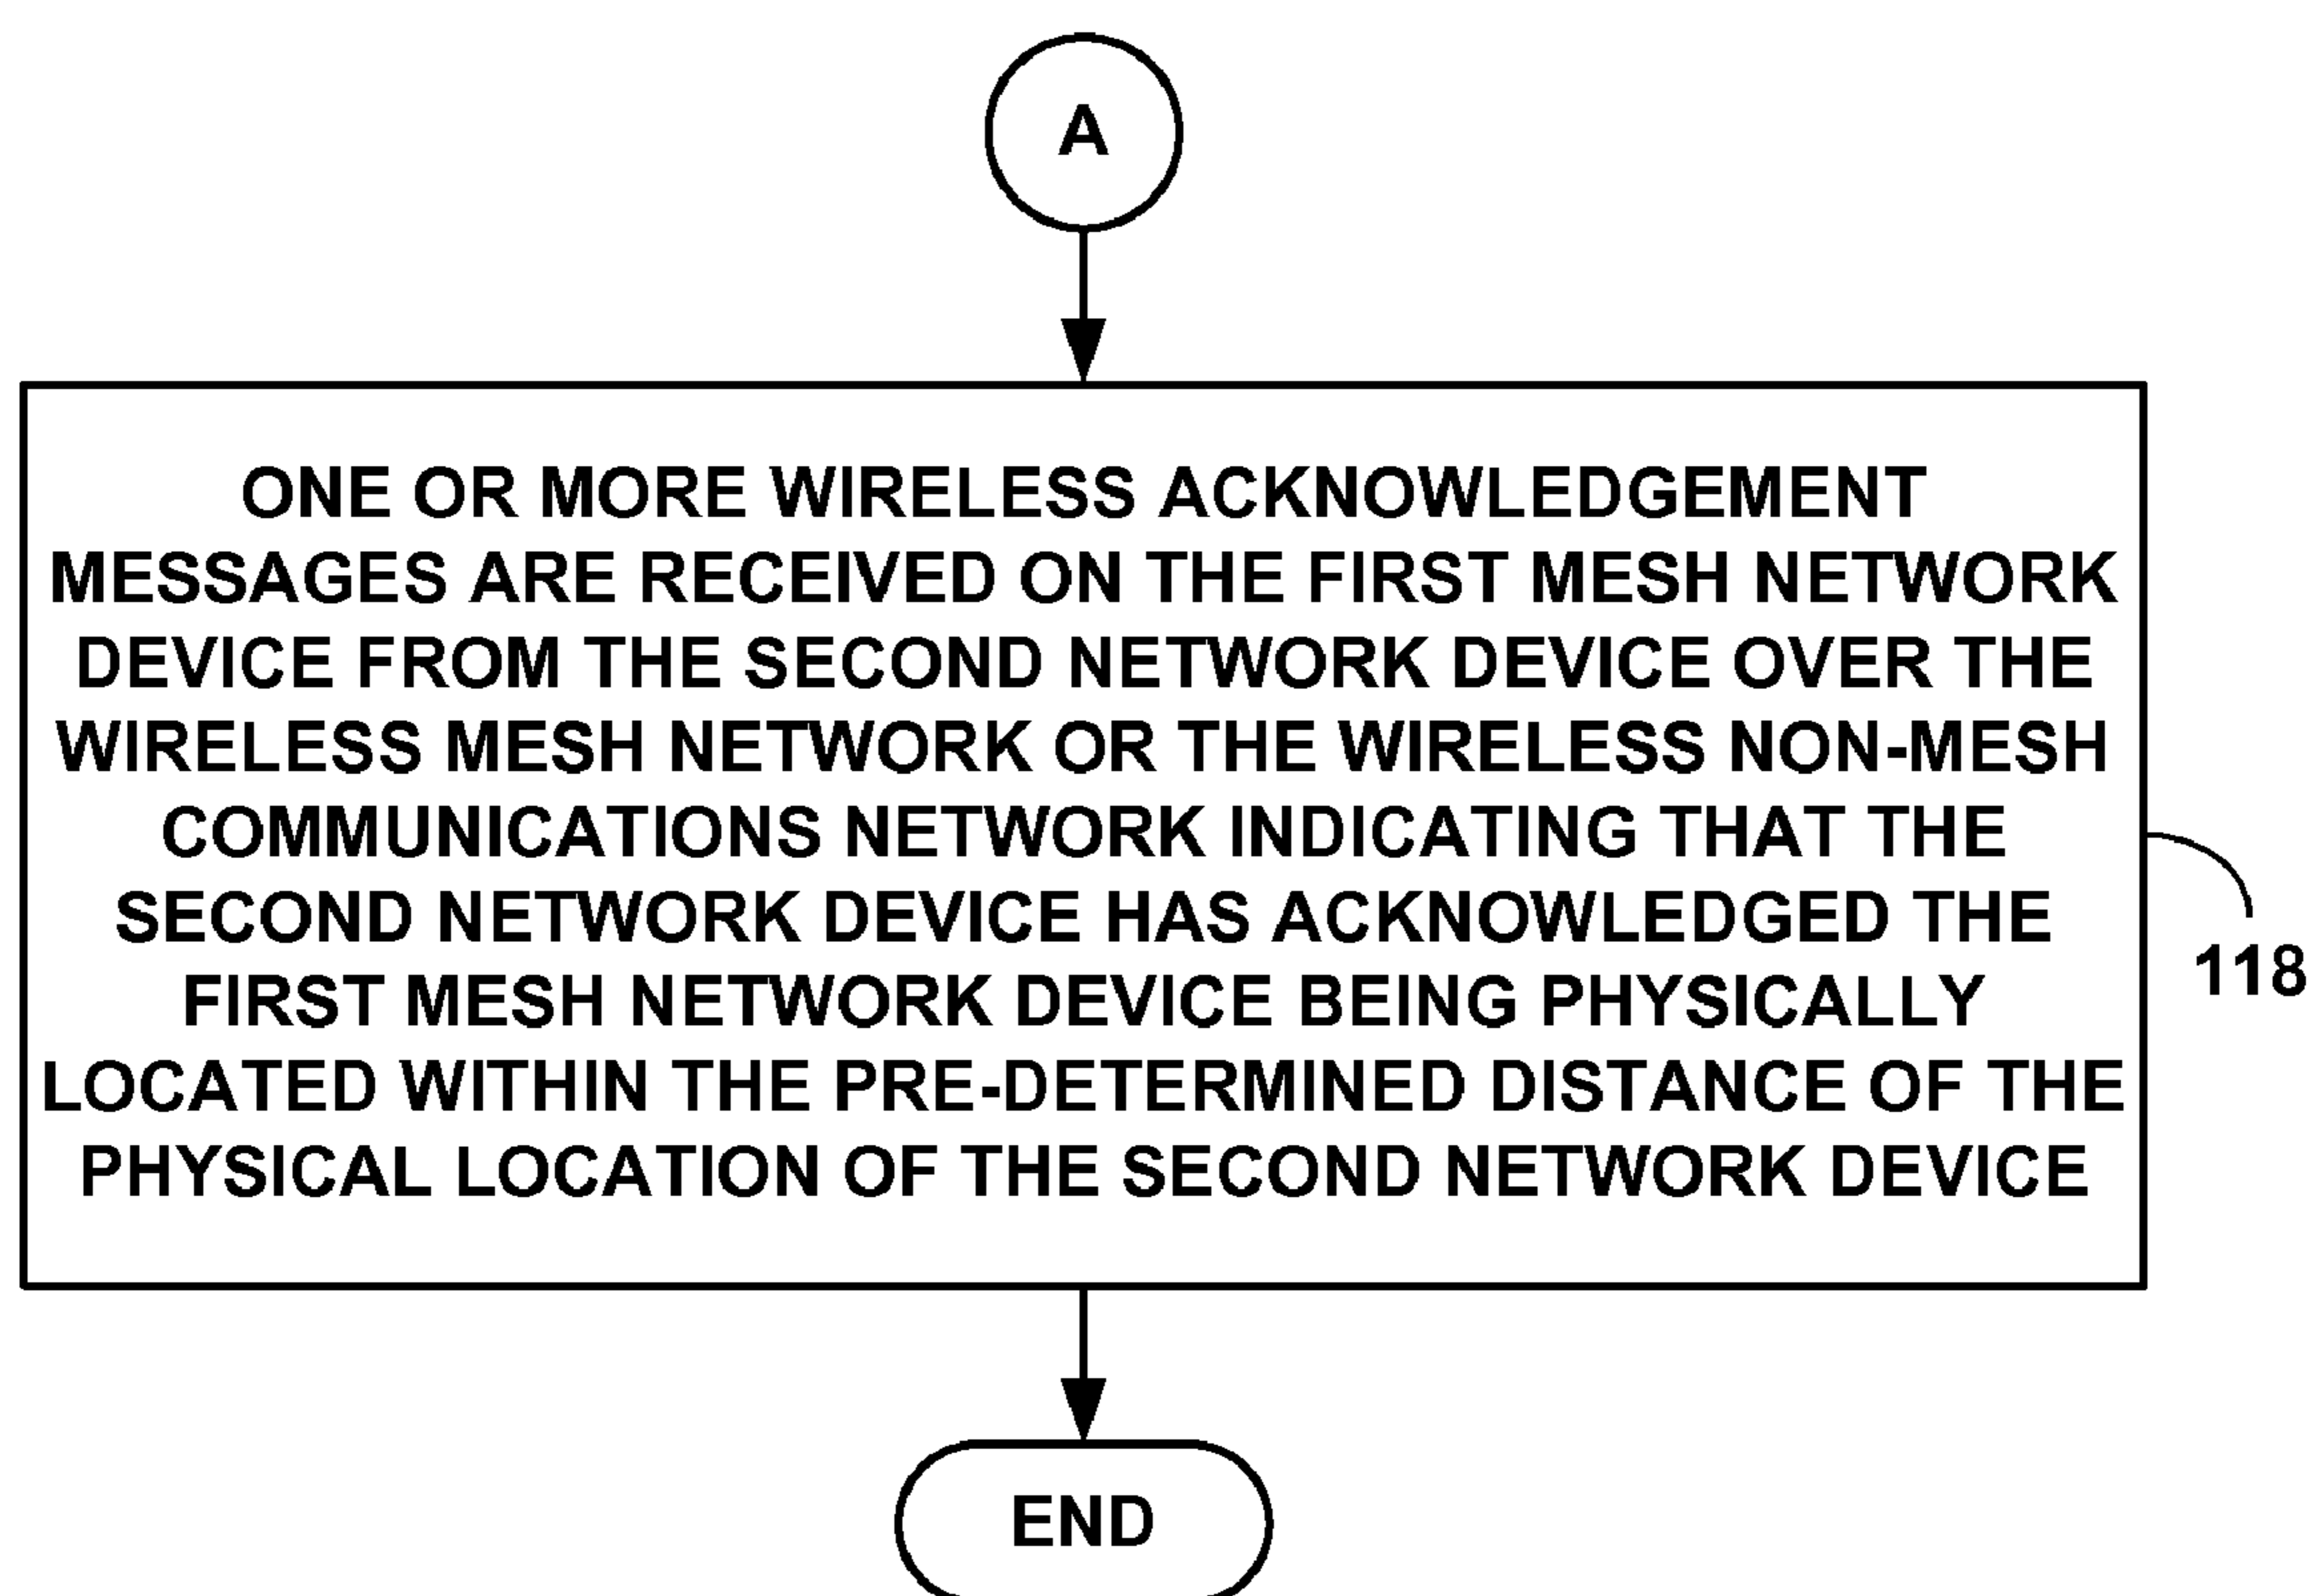 A
ONE OR MORE WIRELESS ACKNOWLEDGEMENT
MESSAGES ARE RECEIVED ON THE FIRST MESH NETWORK
DEVICE FROM THE SECOND NETWORK DEVICE OVER THE
WIRELESS MESH NETWORK OR THE WIRELESS NON-MESH
COMMUNICATIONS NETWORK INDICATING THAT THE
SECOND NETWORK DEVICE HAS ACKNOWLEDGED THE
FIRST MESH NETWORK DEVICE BEING PHYSICALLY
LOCATED WITHIN THE PRE-DETERMINED DISTANCE OF THE
PHYSICAL LOCATION OF THE SECOND NETWORK DEVICE
118
END